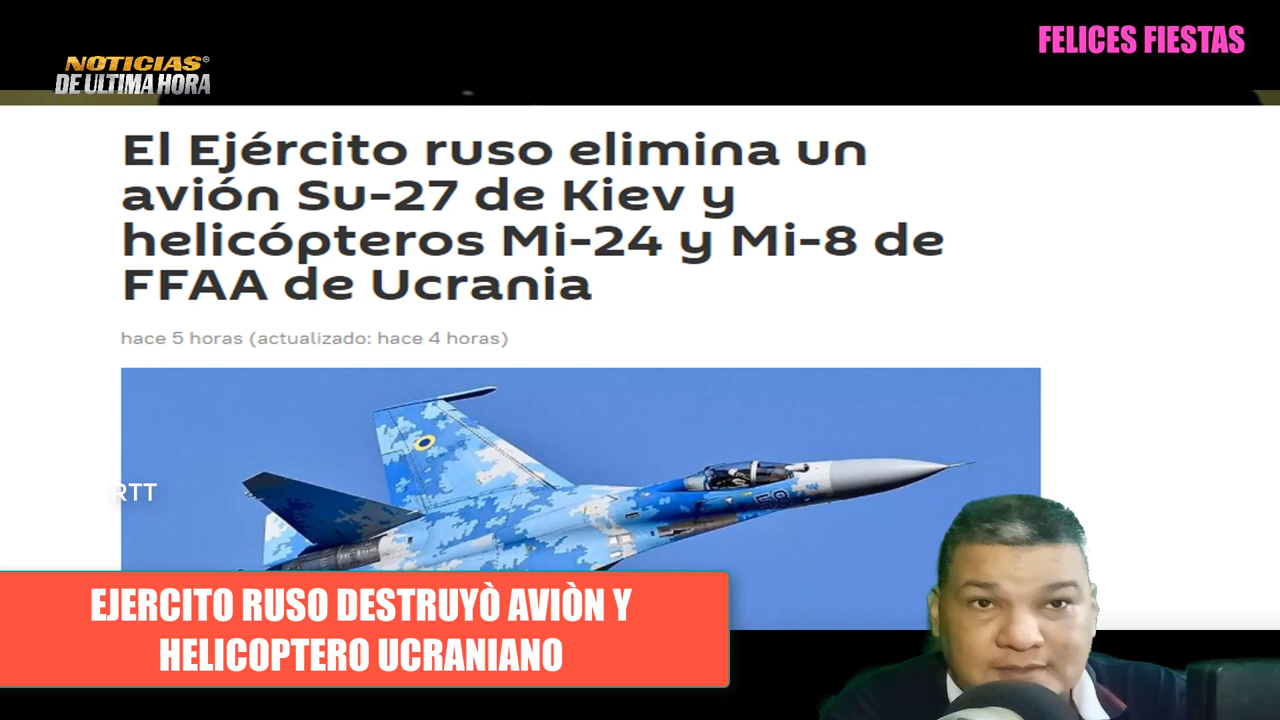 FELICES FIESTAS
NOTICIAS®
DE ULTIMA HORA
El Ejército ruso elimina un
avión Su-27 de Kiev y
helicópteros Mi-24 y Mi-8 de
FFAA de Ucrania
hace 5 horas (actualizado: hace 4 horas)
58
RTT
EJERCITO RUSO DESTRUYÒ AVIÒN Y
HELICOPTERO UCRANIANO